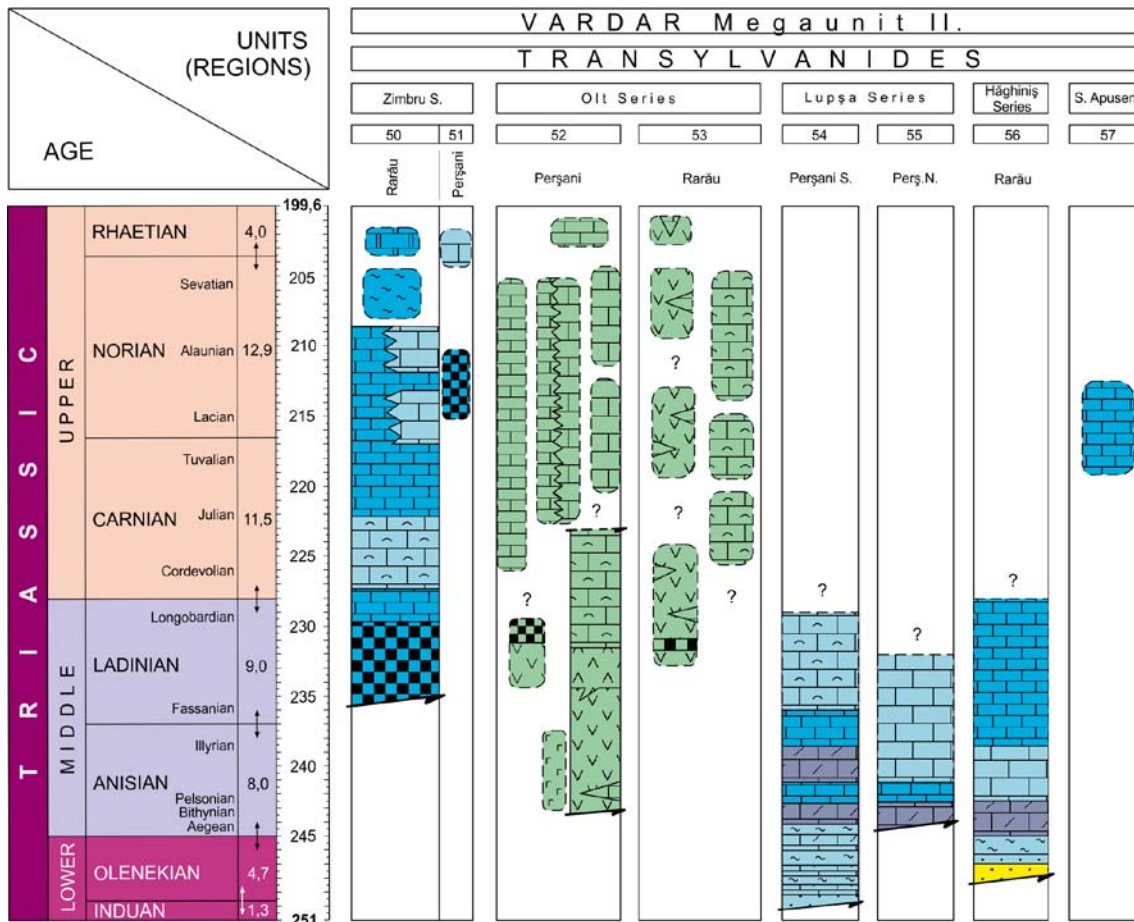 VARDAR Megaunit II.
TRANSYLVANIDES
UNITS
(REGIONS)
AGE
Zimbru S.
Olt Series
Lupşa Series
Hăghiniş
Series
S. Apusen
50
51
52
53
54
55
56
57
Rarău
Perşani
Perşani
Rarău
Perşani S.
Perş.N.
Rarău
TRIASSIC
UPPER
MIDDLE
LOWER
RHAETIAN
4,0
NORIAN
12,9
Sevatian
Alaunian
Lacian
CARNIAN
11,5
Tuvalian
Julian
Cordevolian
LADINIAN
9,0
Longobardian
Fassanian
ANISIAN
8,0
Illyrian
Pelsonian
Bithynian
Aegean
OLENEKIAN
4,7
INDUAN
1,3
199,6
205
210
215
220
225
230
235
240
245
251
?
?
?
?
?
?
?
?
?